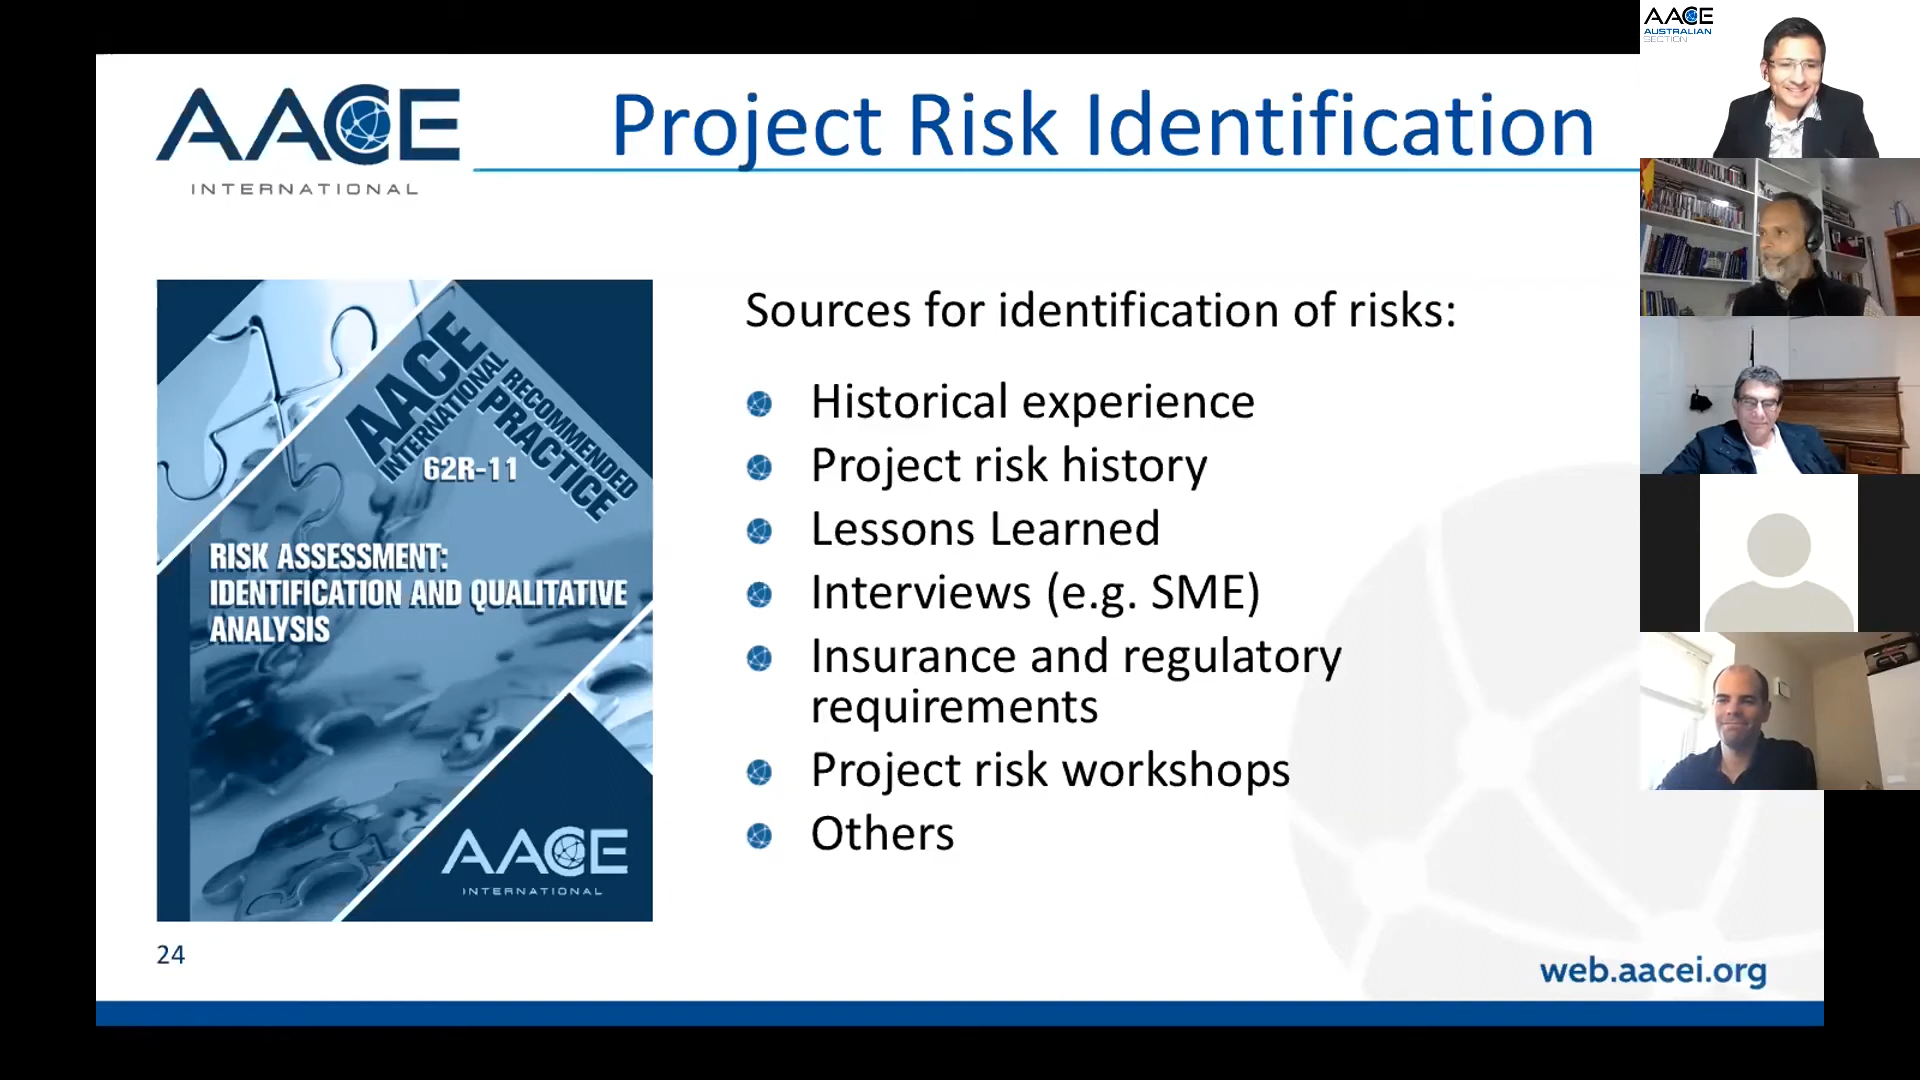 AACE
INTERNATIONAL
Project Risk Identification
AACE
AUSTRALIAN
SECTION
AACE
INTERNATIONAL
RECOMMENDED
PRACTICE
62R-11
RISK ASSESSMENT:
IDENTIFICATION AND QUALITATIVE
ANALYSIS
AACE
INTERNATIONAL
Sources for identification of risks:
Historical experience
Project risk history
Lessons Learned
Interviews (e.g. SME)
Insurance and regulatory
requirements
Project risk workshops
Others
24
web.aacei.org